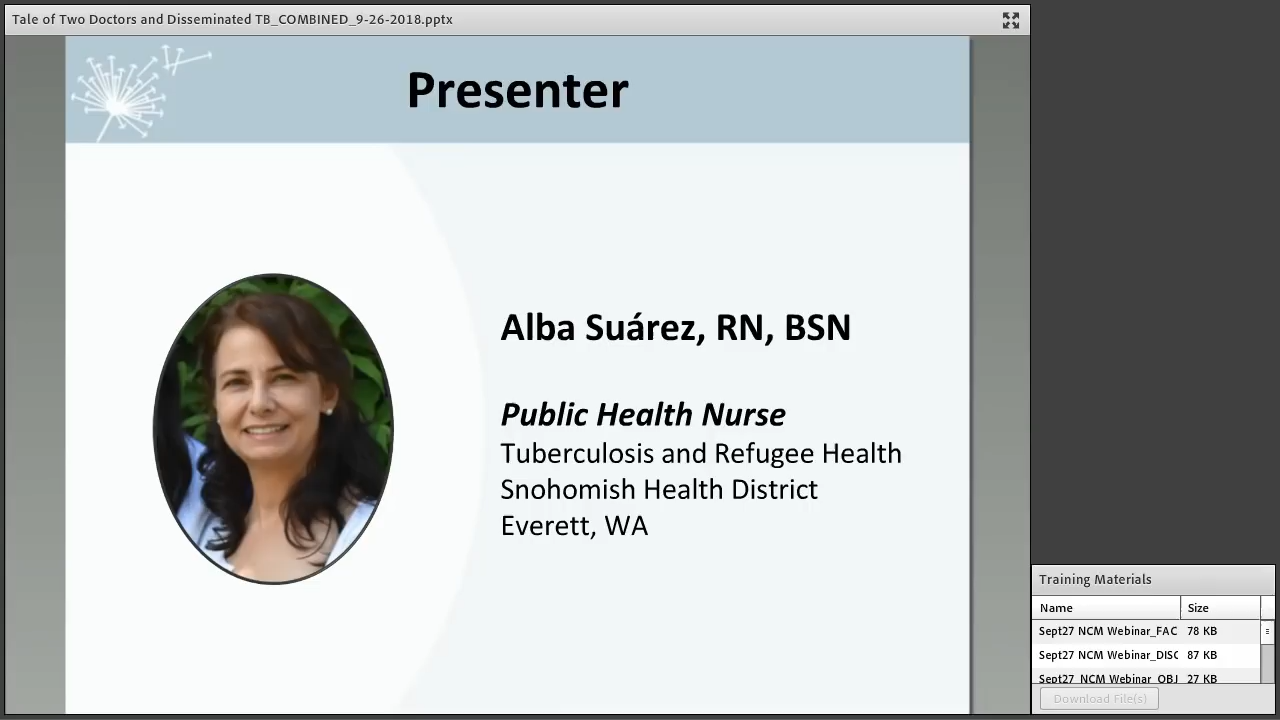 Tale of Two Doctors and Disseminated TB_COMBINED_9-26-2018.pptx
Presenter
Alba Suárez, RN, BSN
Public Health Nurse
Tuberculosis and Refugee Health
Snohomish Health District
Everett, WA
Training Materials
Name Size
Sept27 NCM Webinar_FAC 78 KB
Sept27 NCM Webinar_DISC 87 KB
Sept27_NCM Webinar_OBJ 27 KB
Download File(s)